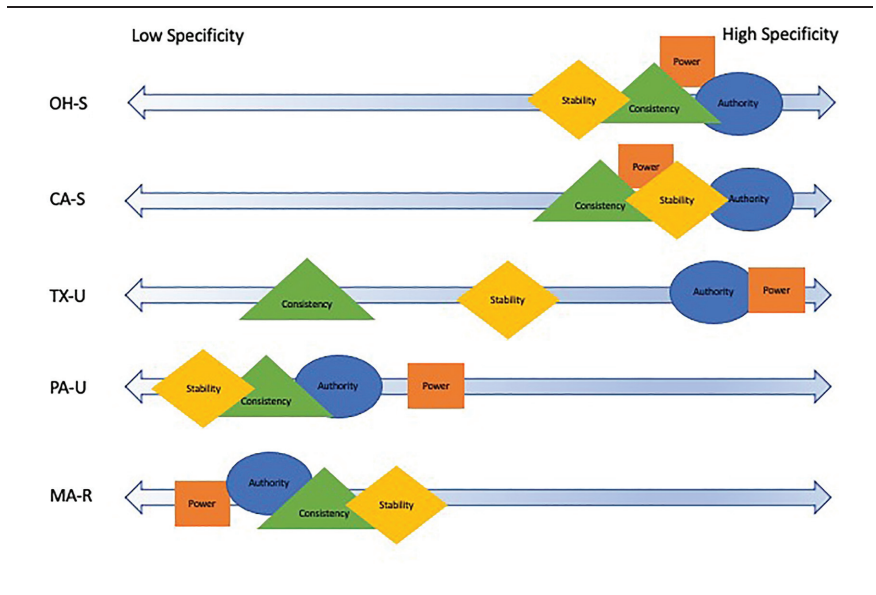 Low Specificity High Specificity
OH-S Stability Consistency Power Authority
CA-S Consistency Power Stability Authority
TX-U Consistency Stability Authority Power
PA-U Stability Consistency Authority Power
MA-R Power Authority Consistency Stability